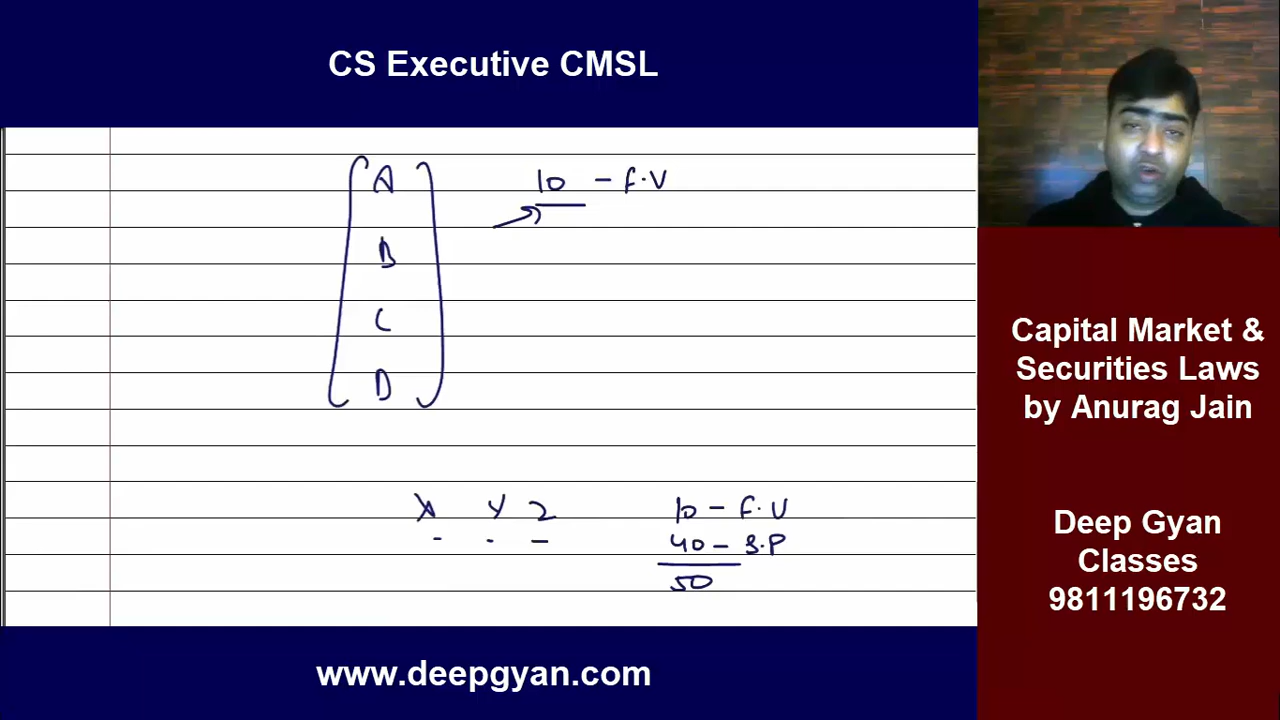 CS Executive CMSL
A
10 - F.V
B
C
D
X Y Z
10 - F.V
40 - S.P
50
Capital Market &
Securities Laws
by Anurag Jain
Deep Gyan
Classes
9811196732
www.deepgyan.com